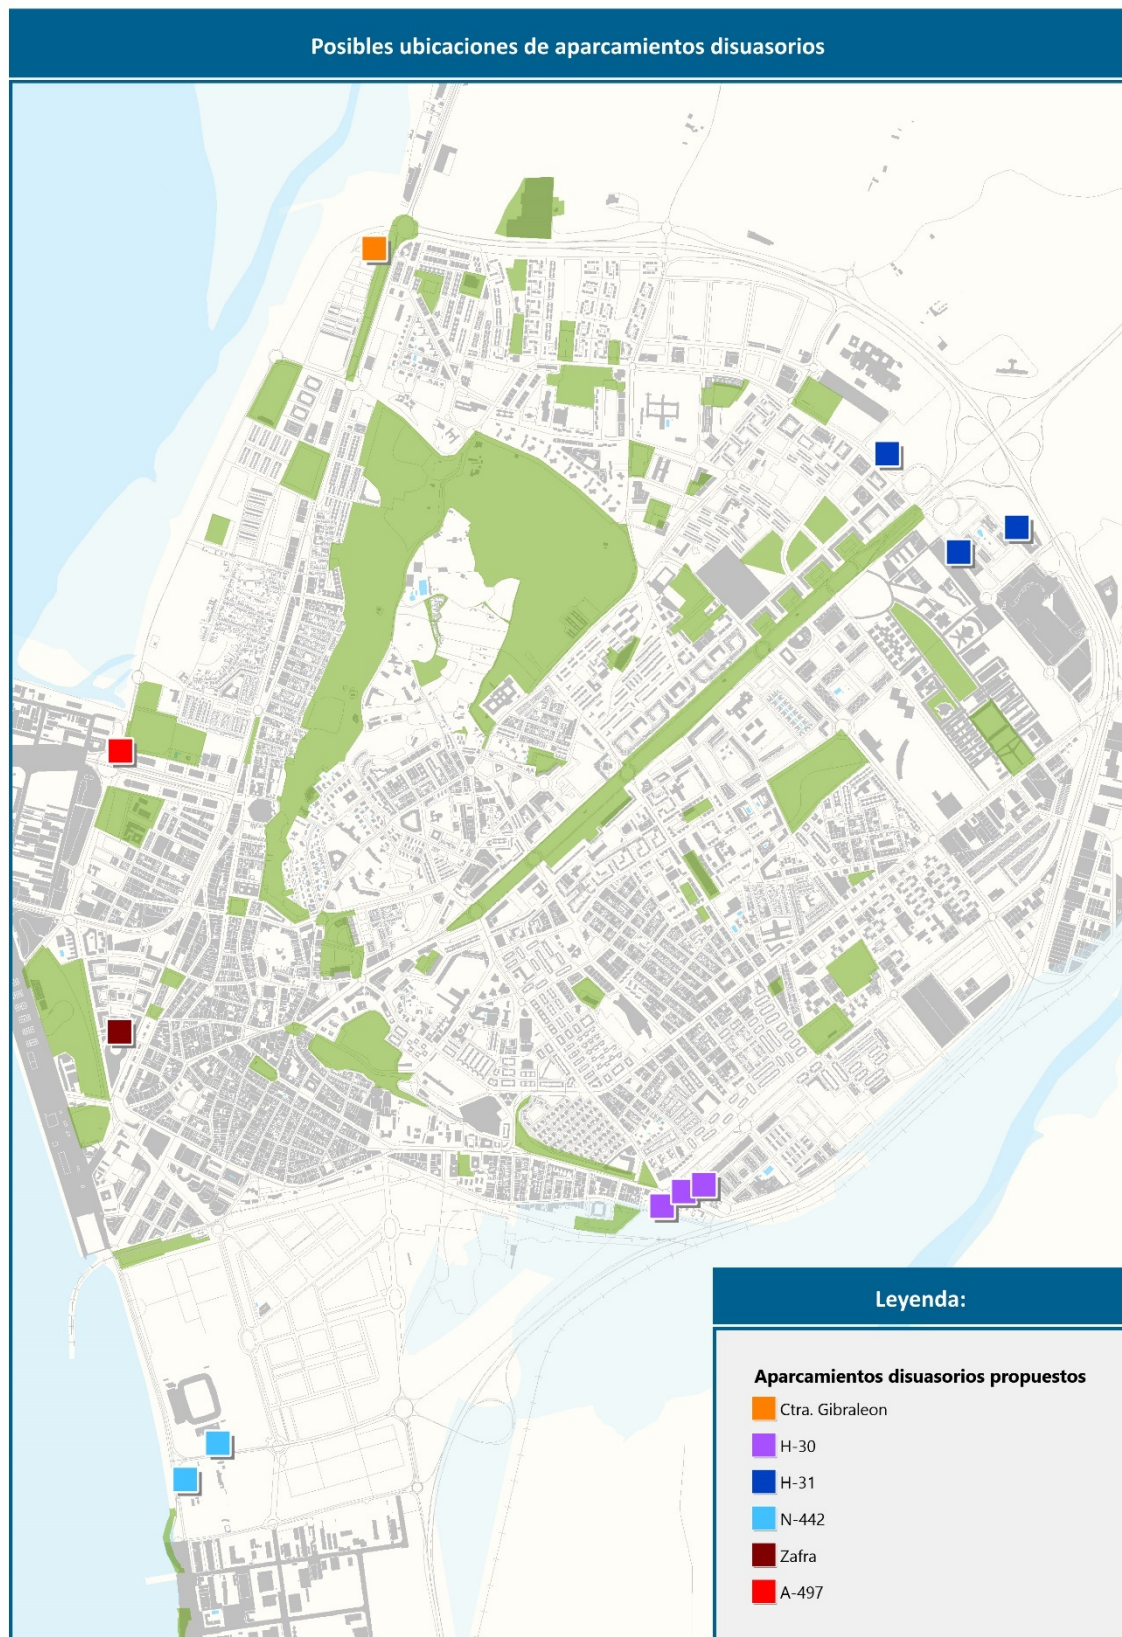 Posibles ubicaciones de aparcamientos disuasorios
Leyenda:
Aparcamientos disuasorios propuestos
Ctra. Gibraleon
H-30
H-31
N-442
Zafra
A-497